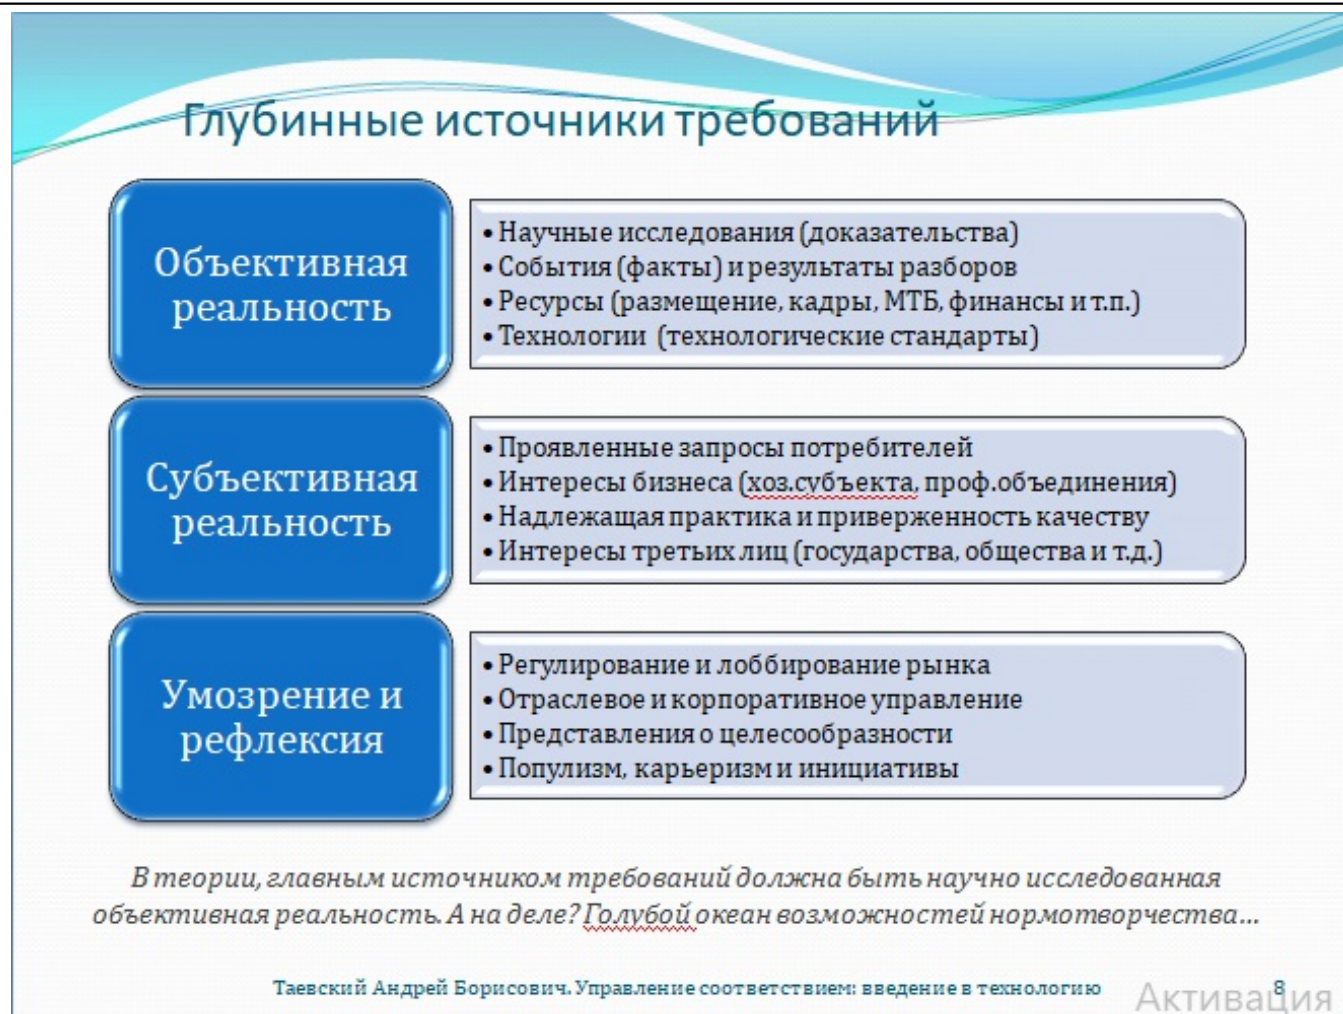 Глубинные источники требований
Объективная
реальность
• Научные исследования (доказательства)
• События (факты) и результаты разборов
• Ресурсы (размещение, кадры, МТБ, финансы и т.п.)
• Технологии (технологические стандарты)
Субъективная
реальность
• Проявленные запросы потребителей
• Интересы бизнеса (хоз.субъекта, проф.объединения)
• Надлежащая практика и приверженность качеству
• Интересы третьих лиц (государства, общества и т.д.)
Умозрение и
рефлексия
• Регулирование и лоббирование рынка
• Отраслевое и корпоративное управление
• Представления о целесообразности
• Популизм, карьеризм и инициативы
В теории, главным источником требований должна быть научно исследованная
объективная реальность. А на деле? Голубой океан возможностей нормотворчества...
Таевский Андрей Борисович. Управление соответствием: введение в технологию
8
Активация